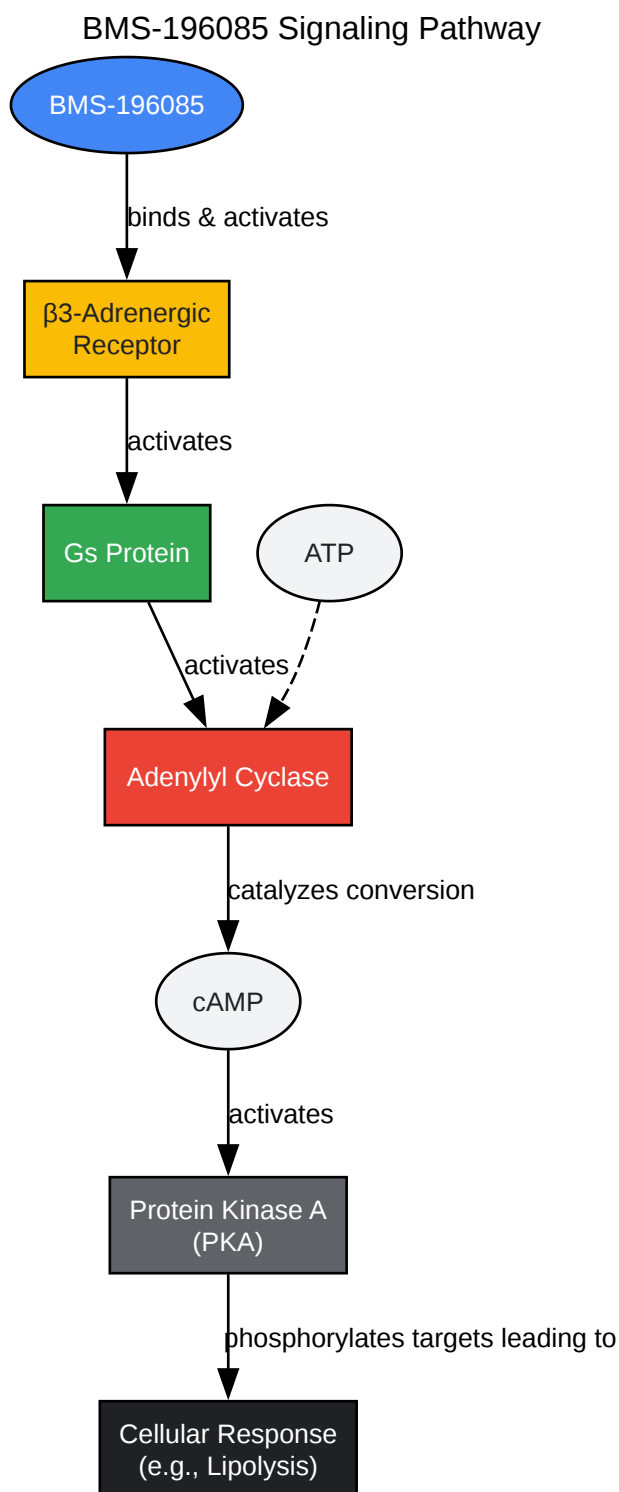 BMS-196085 Signaling Pathway
BMS-196085
binds & activates
β3-Adrenergic
Receptor
activates
Gs Protein
ATP
activates
Adenylyl Cyclase
catalyzes conversion
cAMP
activates
Protein Kinase A
(PKA)
phosphorylates targets leading to
Cellular Response
(e.g., Lipolysis)